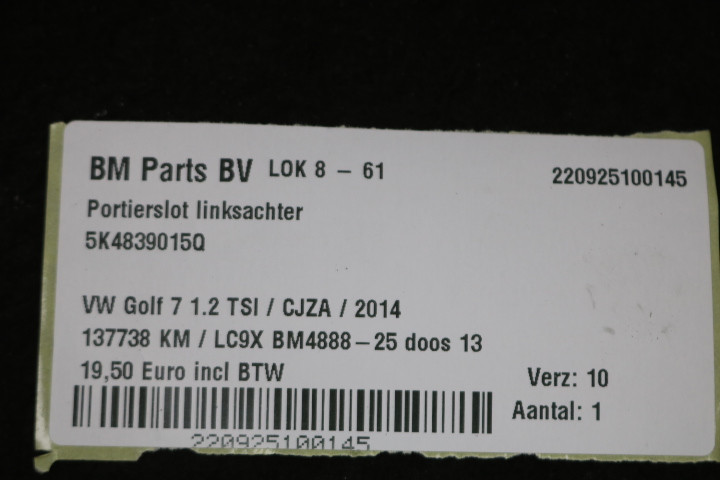 BM Parts BV LOK 8 - 61 220925100145
Portierslot linksachter
5K4839015Q
VW Golf 7 1.2 TSI / CJZA / 2014
137738 KM / LC9X BM4888-25 doos 13
19,50 Euro incl BTW
Verz: 10
Aantal: 1
220925100145